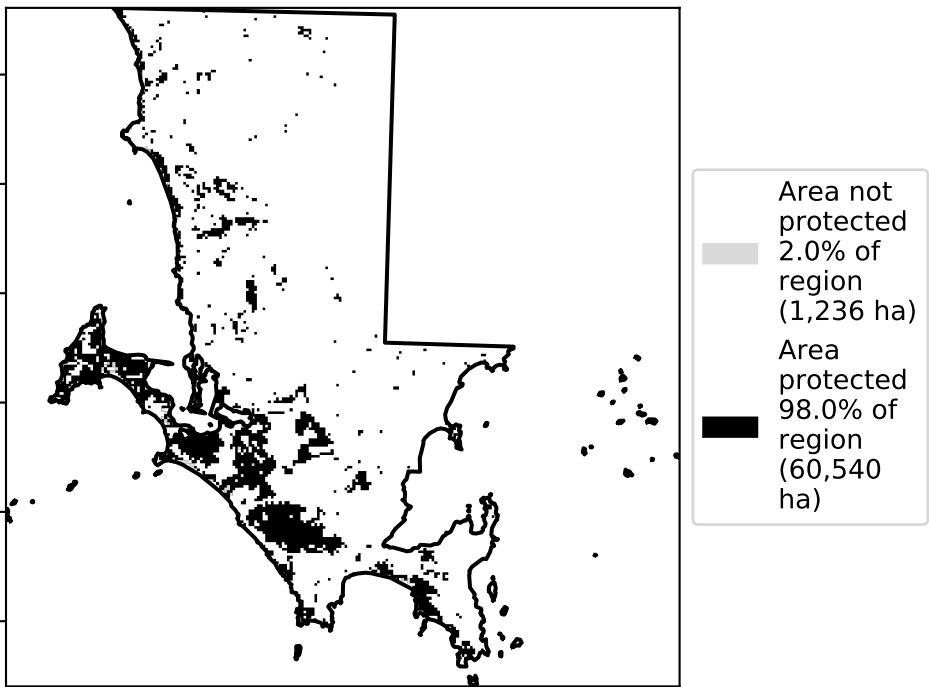 Area not
protected
2.0% of
region
(1,236 ha)
Area
protected
98.0% of
region
(60,540
ha)